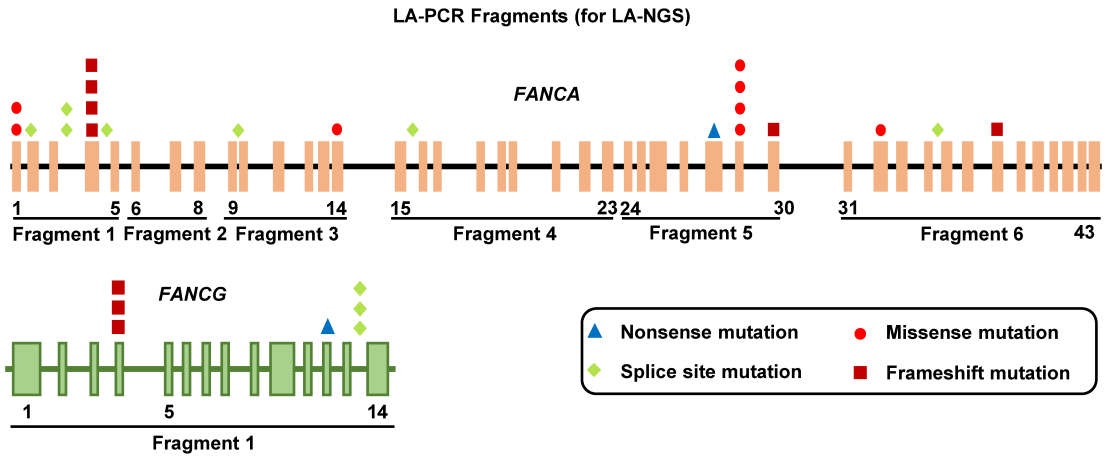 LA-PCR Fragments (for LA-NGS)
FANCA
1 5 6 8 9 14 15 23 24 30 31 43
Fragment 1 Fragment 2 Fragment 3 Fragment 4 Fragment 5 Fragment 6
FANCG
1 5 14
Fragment 1
Nonsense mutation Missense mutation
Splice site mutation Frameshift mutation